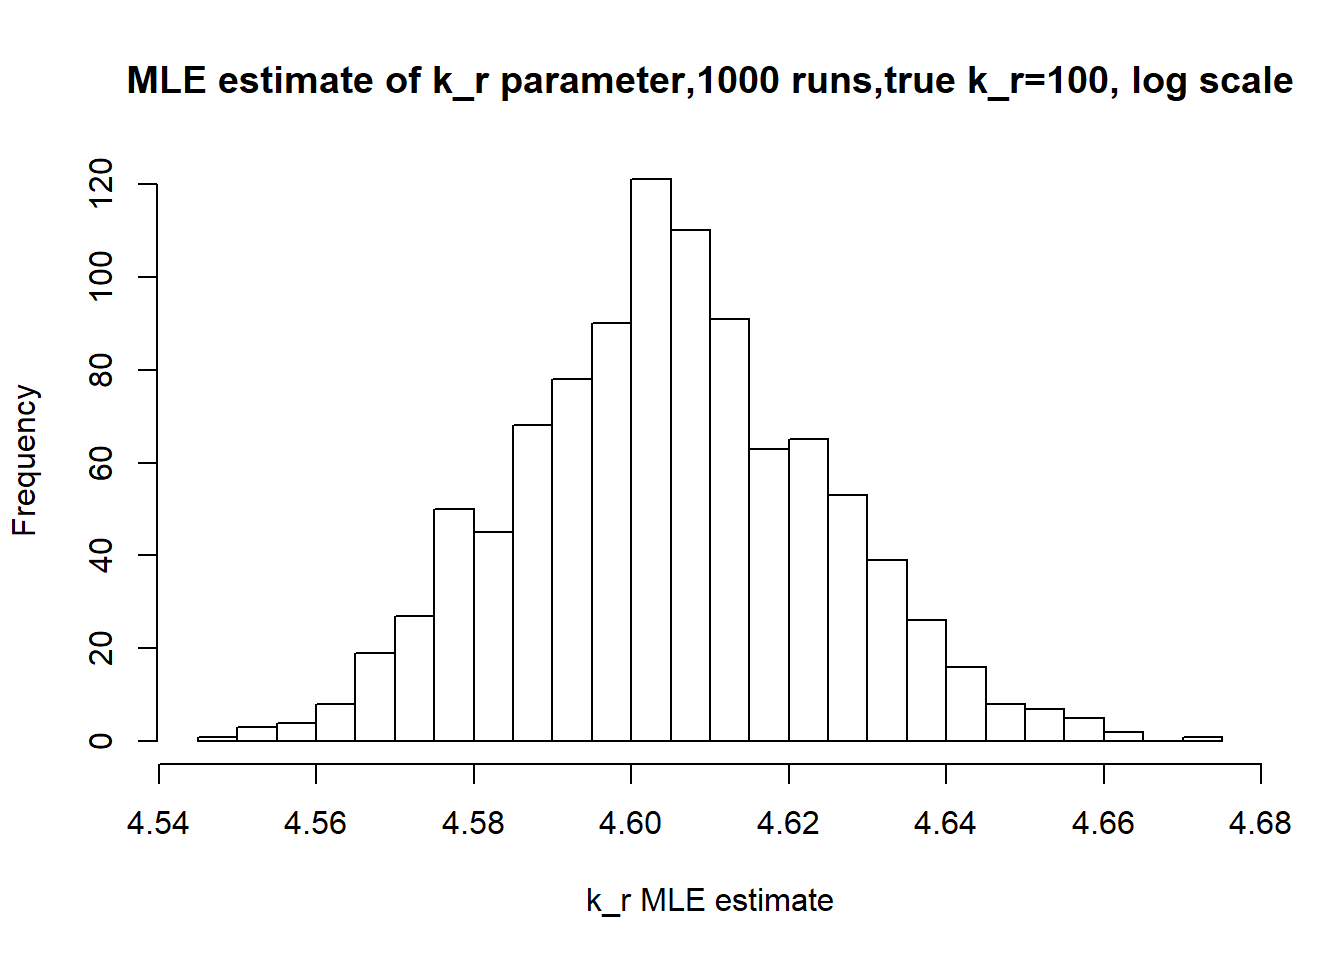 MLE estimate of k_r parameter,1000 runs,true k_r=100, log scale
120
100
80
60
40
20
0
Frequency
4.54 4.56 4.58 4.60 4.62 4.64 4.66 4.68
k_r MLE estimate